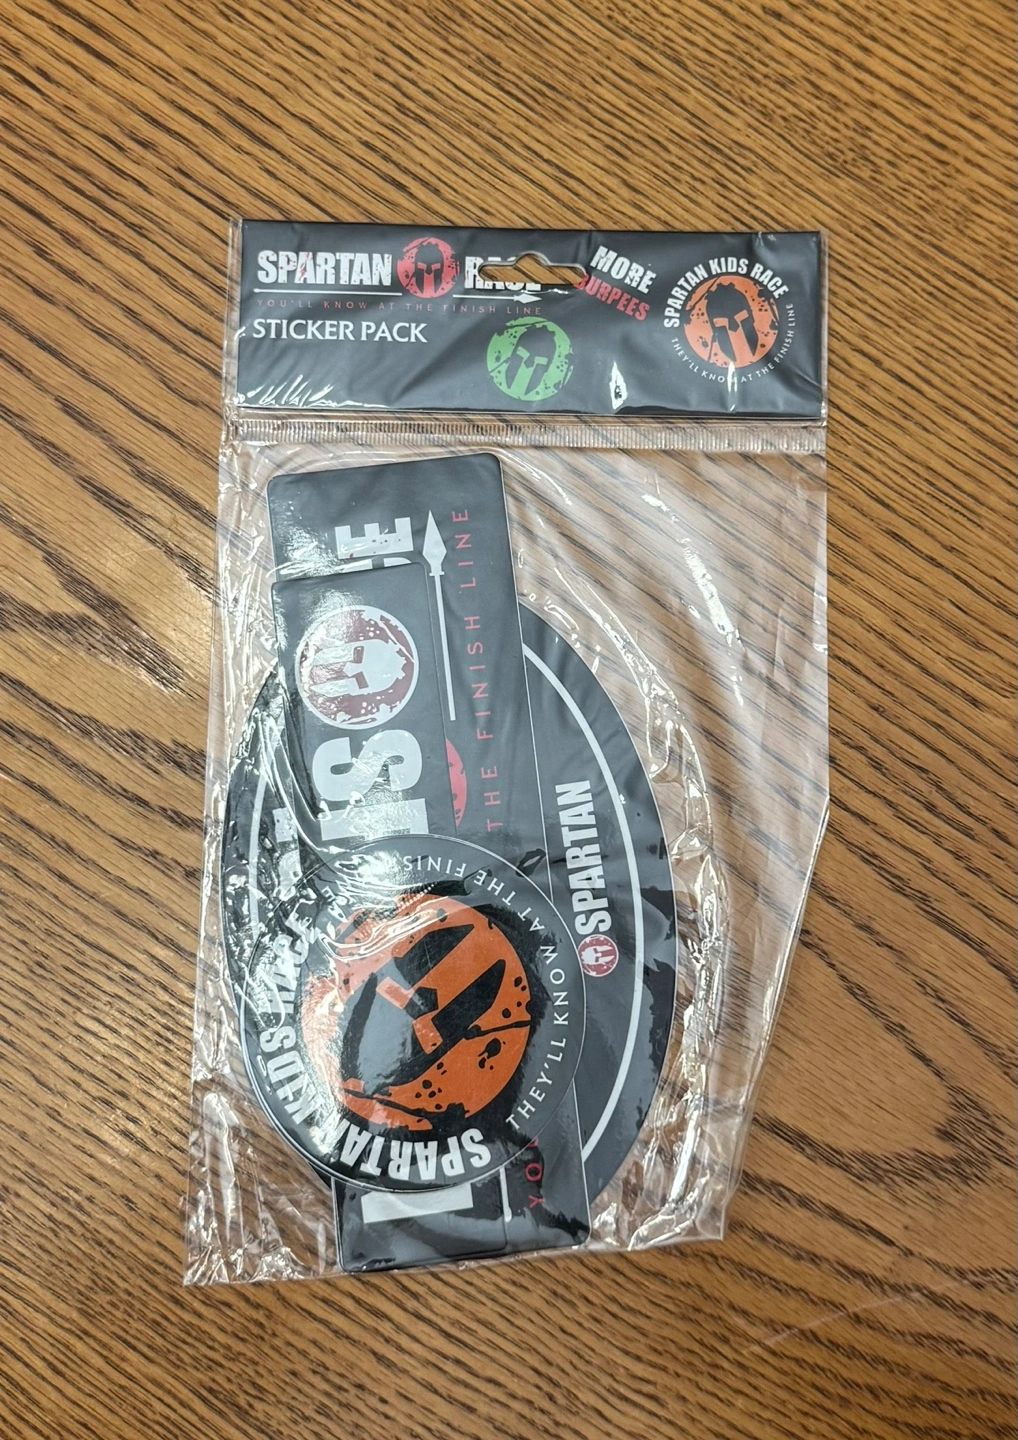 SPARTAN RACE
YOU'LL KNOW AT THE FINISH LINE
STICKER PACK
MORE
BURPEES
SPARTAN KIDS RACE
THEY'LL KNOW AT THE FINISH LINE
THE FINISH LINE
SPARTAN
SPARTAN KIDS RACE
THEY'LL KNOW AT THE FINIS